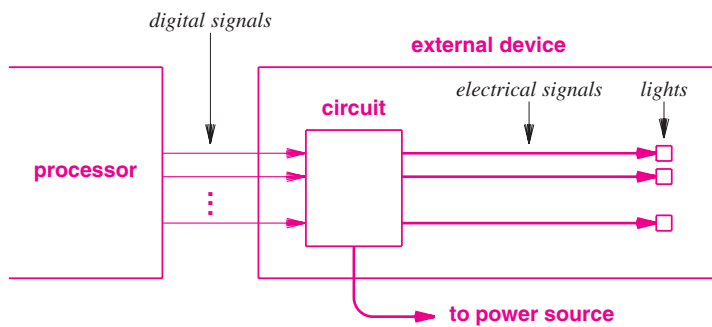 digital signals
external device
electrical signals
lights
circuit
processor
...
to power source